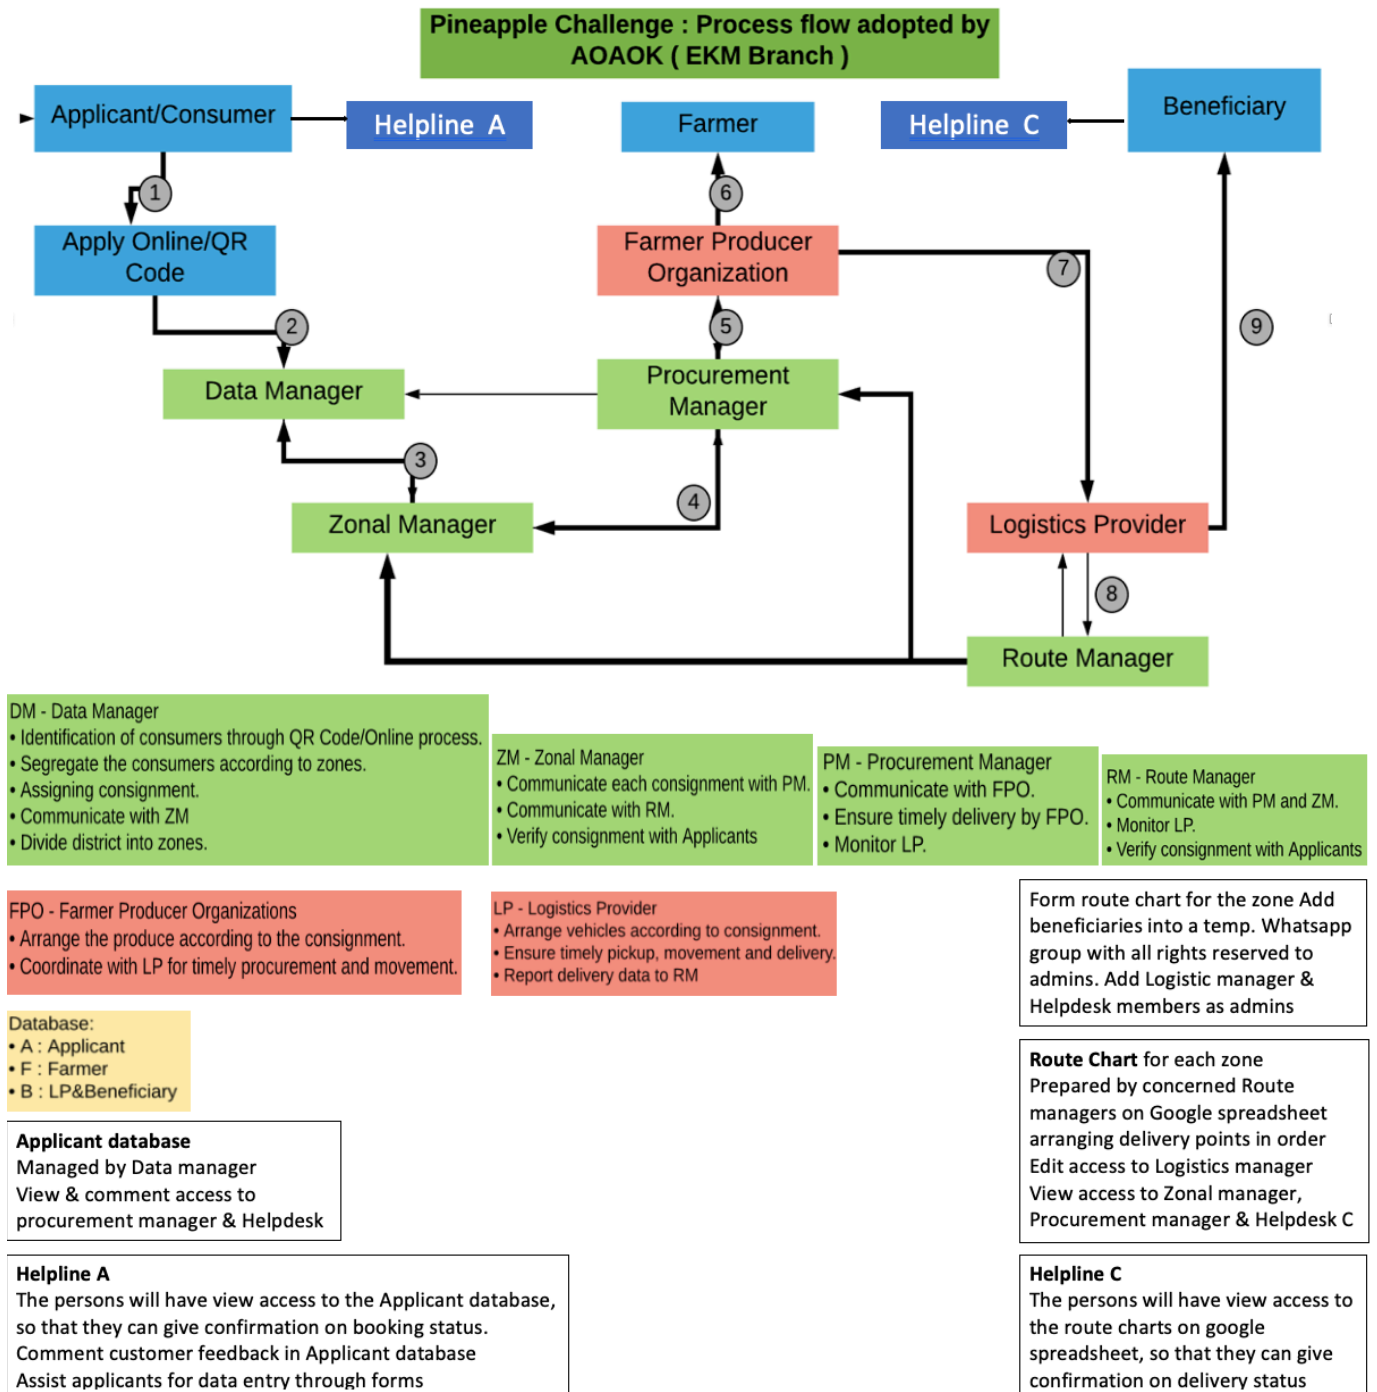 Pineapple Challenge : Process flow adopted by
AOAOK ( EKM Branch )
Applicant/Consumer
Helpline A
Farmer
Helpline C
Beneficiary
1
6
Apply Online/QR
Code
Farmer Producer
Organization
7
2
5
9
Data Manager
Procurement
Manager
3
4
Zonal Manager
Logistics Provider
8
Route Manager
DM - Data Manager
• Identification of consumers through QR Code/Online process.
• Segregate the consumers according to zones.
• Assigning consignment.
• Communicate with ZM
• Divide district into zones.
ZM - Zonal Manager
• Communicate each consignment with PM.
• Communicate with RM.
• Verify consignment with Applicants
PM - Procurement Manager
• Communicate with FPO.
• Ensure timely delivery by FPO.
• Monitor LP.
RM - Route Manager
• Communicate with PM and ZM.
• Monitor LP.
• Verify consignment with Applicants
FPO - Farmer Producer Organizations
• Arrange the produce according to the consignment.
• Coordinate with LP for timely procurement and movement.
LP - Logistics Provider
• Arrange vehicles according to consignment.
• Ensure timely pickup, movement and delivery.
• Report delivery data to RM
Form route chart for the zone Add
beneficiaries into a temp. Whatsapp
group with all rights reserved to
admins. Add Logistic manager &
Helpdesk members as admins
Database:
• A : Applicant
• F : Farmer
• B : LP&Beneficiary
Route Chart for each zone
Prepared by concerned Route
managers on Google spreadsheet
arranging delivery points in order
Edit access to Logistics manager
View access to Zonal manager,
Procurement manager & Helpdesk C
Applicant database
Managed by Data manager
View & comment access to
procurement manager & Helpdesk
Helpline A
The persons will have view access to the Applicant database,
so that they can give confirmation on booking status.
Comment customer feedback in Applicant database
Assist applicants for data entry through forms
Helpline C
The persons will have view access to
the route charts on google
spreadsheet, so that they can give
confirmation on delivery status